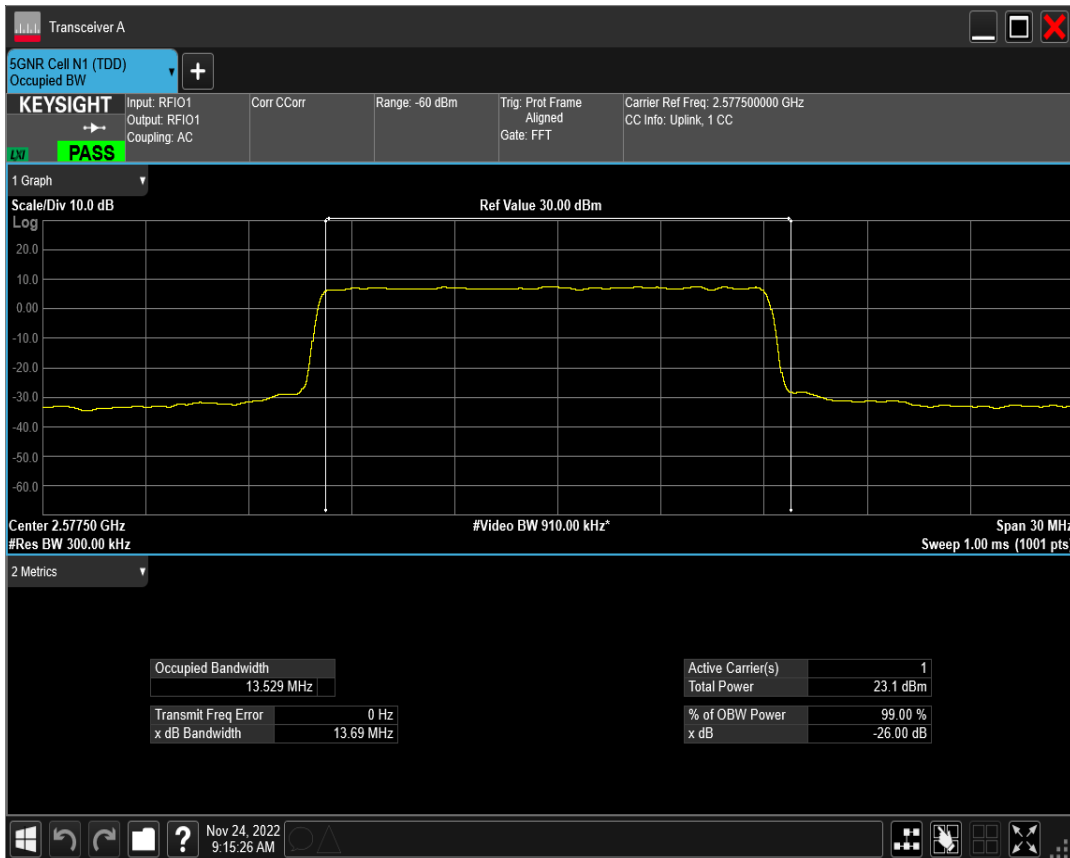 Transceiver A
5GNR Cell N1 (TDD)
Occupied BW
+
KEYSIGHT
LXI
PASS
Input: RFIO1
Output: RFIO1
Coupling: AC
Corr CCorr
Range: -60 dBm
Trig: Prot Frame
Aligned
Gate: FFT
Carrier Ref Freq: 2.577500000 GHz
CC Info: Uplink, 1 CC
1 Graph
Scale/Div 10.0 dB
Ref Value 30.00 dBm
Log
20.0
10.0
0.00
-10.0
-20.0
-30.0
-40.0
-50.0
-60.0
Center 2.57750 GHz
#Video BW 910.00 kHz*
Span 30 MHz
#Res BW 300.00 kHz
Sweep 1.00 ms (1001 pts)
2 Metrics
Occupied Bandwidth
13.529 MHz
Transmit Freq Error 0 Hz
x dB Bandwidth 13.69 MHz
Active Carrier(s) 1
Total Power 23.1 dBm
% of OBW Power 99.00 %
x dB -26.00 dB
?
Nov 24, 2022
9:15:26 AM